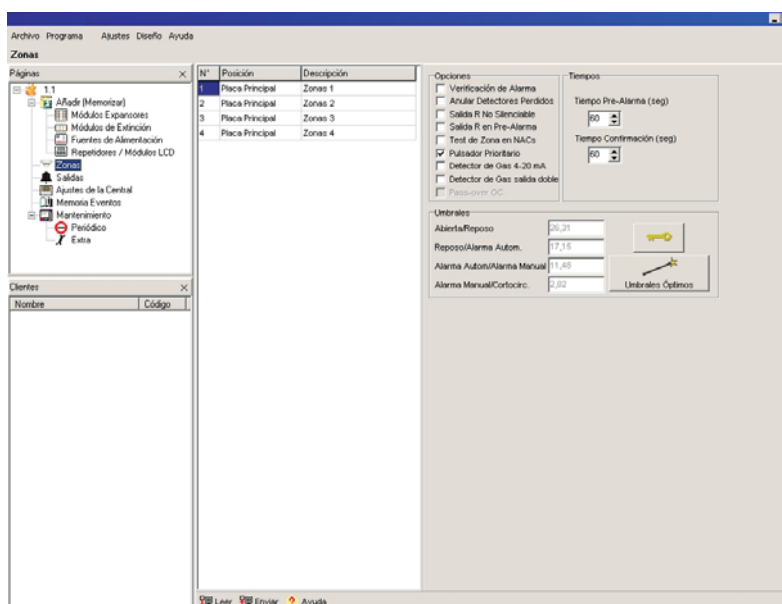 Archivo Programa Ajustes Diseño Ayuda
Zonas
Páginas
1.1
Añadir (Memorizar)
Módulos Expansores
Módulos de Extinción
Fuentes de Alimentación
Repetidores / Módulos LCD
Zonas
Salidas
Ajustes de la Central
Memoria Eventos
Mantenimiento
Periódico
Extra
Clientes
Nombre Código
N° Posición Descripción
1 Placa Principal Zonas 1
2 Placa Principal Zonas 2
3 Placa Principal Zonas 3
4 Placa Principal Zonas 4
Opciones
Verificación de Alarma
Anular Detectores Perdidos
Salida R No Silenciable
Salida R en Pre-Alarma
Test de Zona en NACs
Pulsador Prioritario
Detector de Gas 4-20 mA
Detector de Gas salida doble
Pass-over OC
Tiempos
Tiempo Pre-Alarma (seg)
60
Tiempo Confirmación (seg)
60
Umbrales
Abierta/Reposo 26,31
Reposo/Alarma Autom. 17,15
Alarma Autom/Alarma Manual 11,48
Alarma Manual/Cortocirc. 2,82
Umbrales Óptimos
Leer Enviar ? Ayuda